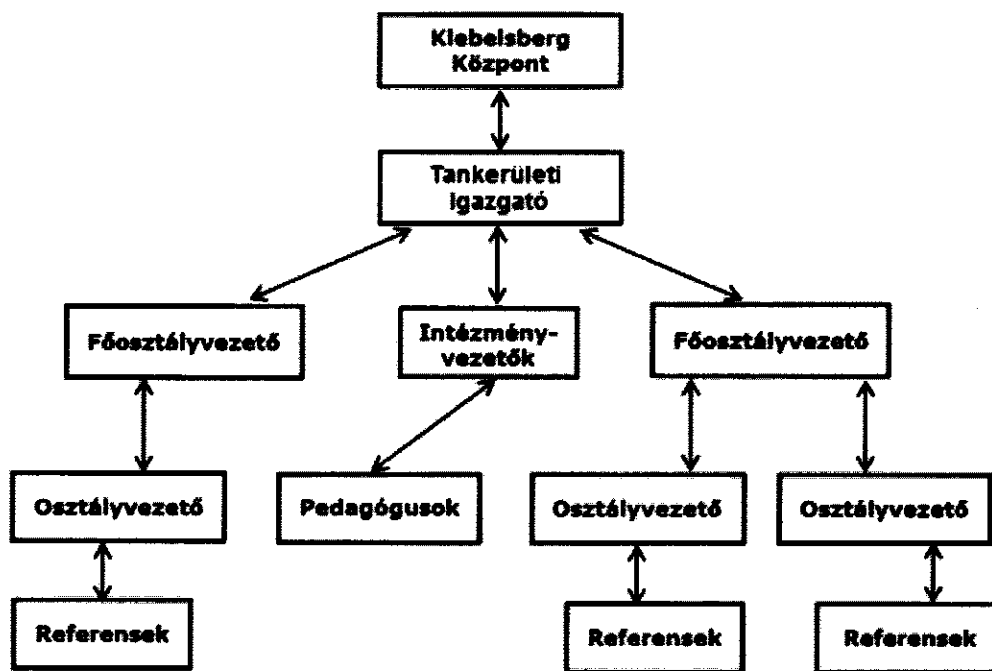 Klebelsberg
Központ
Tankerületi
igazgató
Főosztályvezető
Intézmény-
vezetők
Főosztályvezető
Osztályvezető
Pedagógusok
Osztályvezető
Osztályvezető
Referensek
Referensek
Referensek